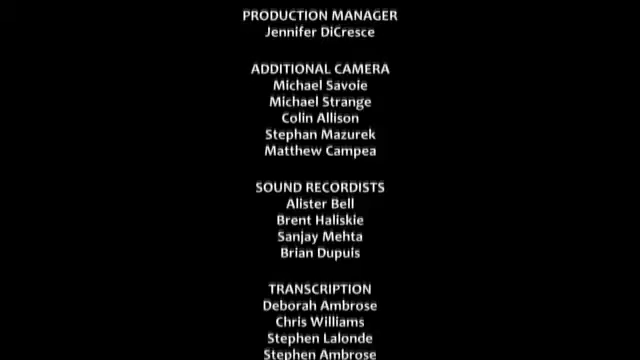 PRODUCTION MANAGER
Jennifer DiCresce
ADDITIONAL CAMERA
Michael Savoie
Michael Strange
Colin Allison
Stephan Mazurek
Matthew Campea
SOUND RECORDISTS
Alister Bell
Brent Haliskie
Sanjay Mehta
Brian Dupuis
TRANSCRIPTION
Deborah Ambrose
Chris Williams
Stephen Lalonde
Stephen Ambrose